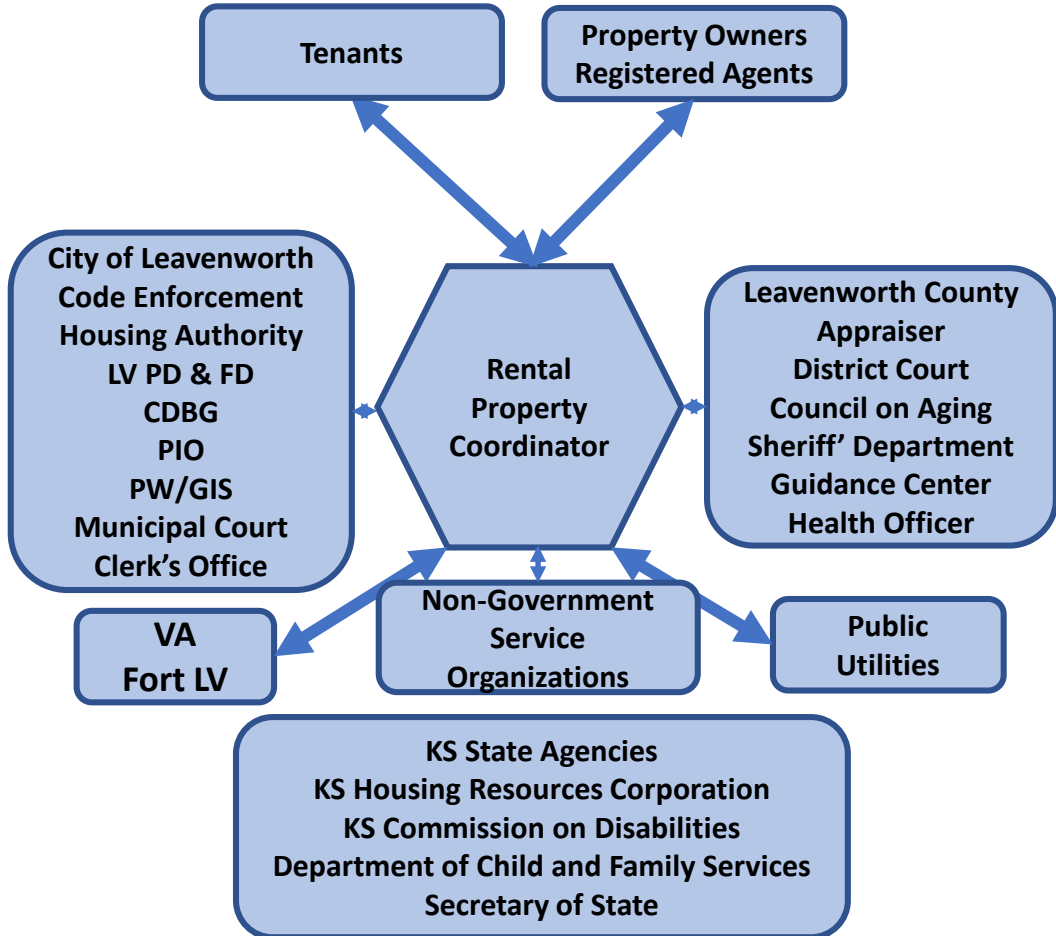 Tenants
Property Owners
Registered Agents
City of Leavenworth
Code Enforcement
Housing Authority
LV PD & FD
CDBG
PIO
PW/GIS
Municipal Court
Clerk’s Office
Rental
Property
Coordinator
Leavenworth County
Appraiser
District Court
Council on Aging
Sheriff’ Department
Guidance Center
Health Officer
VA
Fort LV
Non-Government
Service
Organizations
Public
Utilities
KS State Agencies
KS Housing Resources Corporation
KS Commission on Disabilities
Department of Child and Family Services
Secretary of State